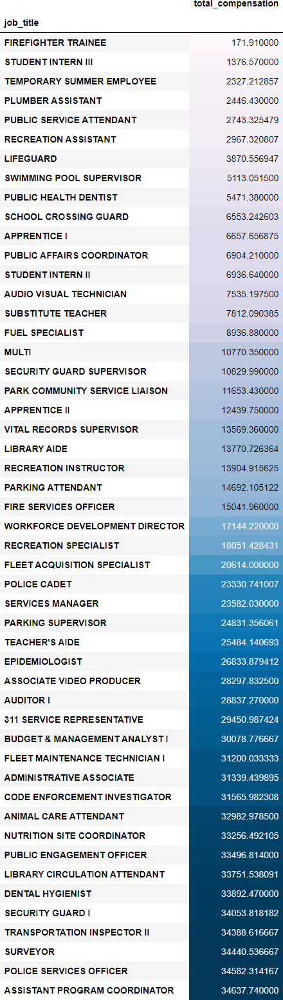 total_compensation
job_title
FIREFIGHTER TRAINEE 171.910000
STUDENT INTERN III 1376.570000
TEMPORARY SUMMER EMPLOYEE 2327.212857
PLUMBER ASSISTANT 2446.430000
PUBLIC SERVICE ATTENDANT 2743.325479
RECREATION ASSISTANT 2967.320807
LIFEGUARD 3870.556947
SWIMMING POOL SUPERVISOR 5113.051500
PUBLIC HEALTH DENTIST 5471.380000
SCHOOL CROSSING GUARD 6553.242603
APPRENTICE I 6657.656875
PUBLIC AFFAIRS COORDINATOR 6904.210000
STUDENT INTERN II 6936.640000
AUDIO VISUAL TECHNICIAN 7535.197500
SUBSTITUTE TEACHER 7812.090385
FUEL SPECIALIST 8936.880000
MULTI 10770.350000
SECURITY GUARD SUPERVISOR 10829.990000
PARK COMMUNITY SERVICE LIAISON 11653.430000
APPRENTICE II 12439.750000
VITAL RECORDS SUPERVISOR 13569.360000
LIBRARY AIDE 13770.726364
RECREATION INSTRUCTOR 13904.915625
PARKING ATTENDANT 14692.105122
FIRE SERVICES OFFICER 15041.960000
WORKFORCE DEVELOPMENT DIRECTOR 17144.220000
RECREATION SPECIALIST 18051.428431
FLEET ACQUISITION SPECIALIST 20614.000000
POLICE CADET 23330.741007
SERVICES MANAGER 23582.030000
PARKING SUPERVISOR 24831.356061
TEACHER'S AIDE 25484.140693
EPIDEMIOLOGIST 26833.879412
ASSOCIATE VIDEO PRODUCER 28297.832500
AUDITOR I 28837.270000
311 SERVICE REPRESENTATIVE 29450.987424
BUDGET & MANAGEMENT ANALYST I 30078.776667
FLEET MAINTENANCE TECHNICIAN I 31200.033333
ADMINISTRATIVE ASSOCIATE 31339.439895
CODE ENFORCEMENT INVESTIGATOR 31565.982308
ANIMAL CARE ATTENDANT 32982.978500
NUTRITION SITE COORDINATOR 33256.492105
PUBLIC ENGAGEMENT OFFICER 33496.814000
LIBRARY CIRCULATION ATTENDANT 33751.538091
DENTAL HYGIENIST 33892.470000
SECURITY GUARD I 34053.818182
TRANSPORTATION INSPECTOR II 34388.616667
SURVEYOR 34440.536667
POLICE SERVICES OFFICER 34582.314167
ASSISTANT PROGRAM COORDINATOR 34637.740000